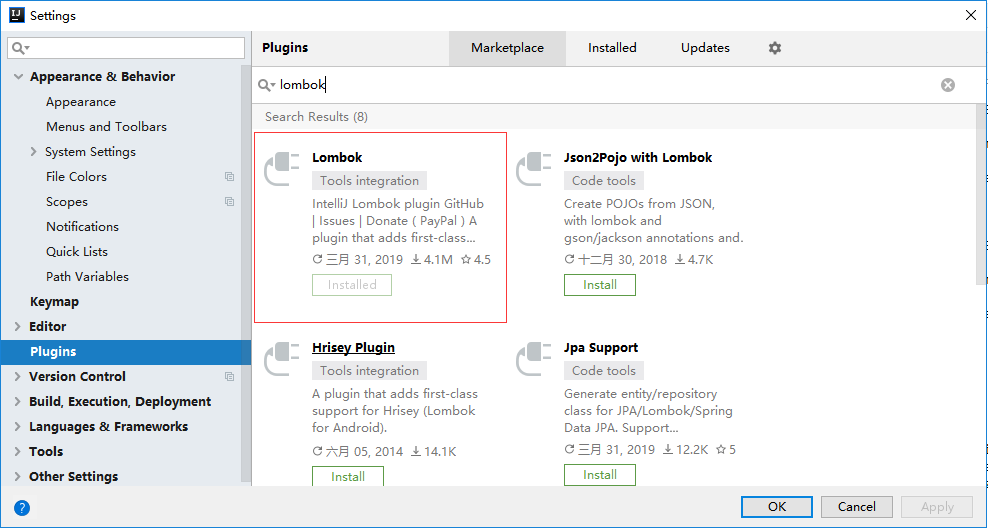 IJ Settings
Plugins Marketplace Installed Updates
lombok
Search Results (8)
Appearance & Behavior
Appearance
Menus and Toolbars
System Settings
File Colors
Scopes
Notifications
Quick Lists
Path Variables
Keymap
Editor
Plugins
Version Control
Build, Execution, Deployment
Languages & Frameworks
Tools
Other Settings
Lombok
Tools integration
IntelliJ Lombok plugin GitHub
| Issues | Donate ( PayPal ) A
plugin that adds first-class...
三月 31, 2019 4.1M 4.5
Installed
Json2Pojo with Lombok
Code tools
Create POJOs from JSON,
with lombok and
gson/jackson annotations and.
十二月 30, 2018 4.7K
Install
Hrisey Plugin
Tools integration
A plugin that adds first-class
support for Hrisey (Lombok
for Android).
六月 05, 2014 14.1K
Install
Jpa Support
Code tools
Generate entity/repository
class for JPA/Lombok/Spring
Data JPA. Support...
三月 31, 2019 12.2K 5
Install
? OK Cancel Apply